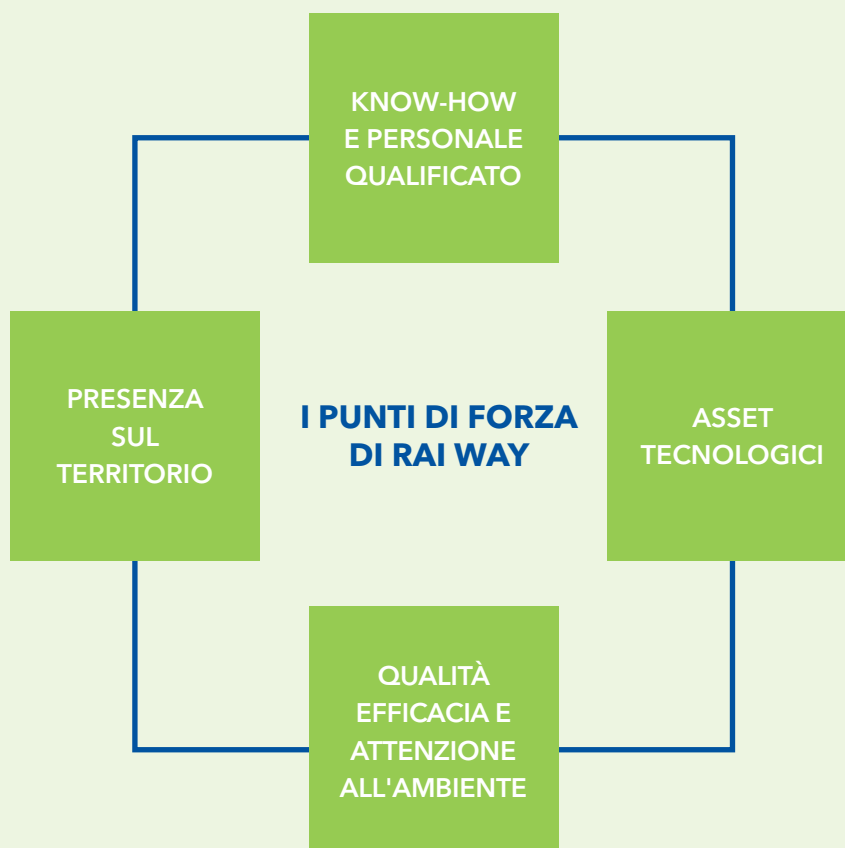 KNOW-HOW
E PERSONALE
QUALIFICATO
PRESENZA
SUL
TERRITORIO
I PUNTI DI FORZA
DI RAI WAY
ASSET
TECNOLOGICI
QUALITÀ
EFFICACIA E
ATTENZIONE
ALL'AMBIENTE